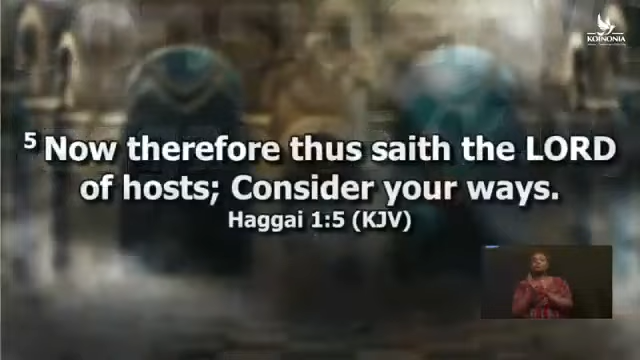 KOINONIA
5 Now therefore thus saith the LORD
of hosts; Consider your ways.
Haggai 1:5 (KJV)